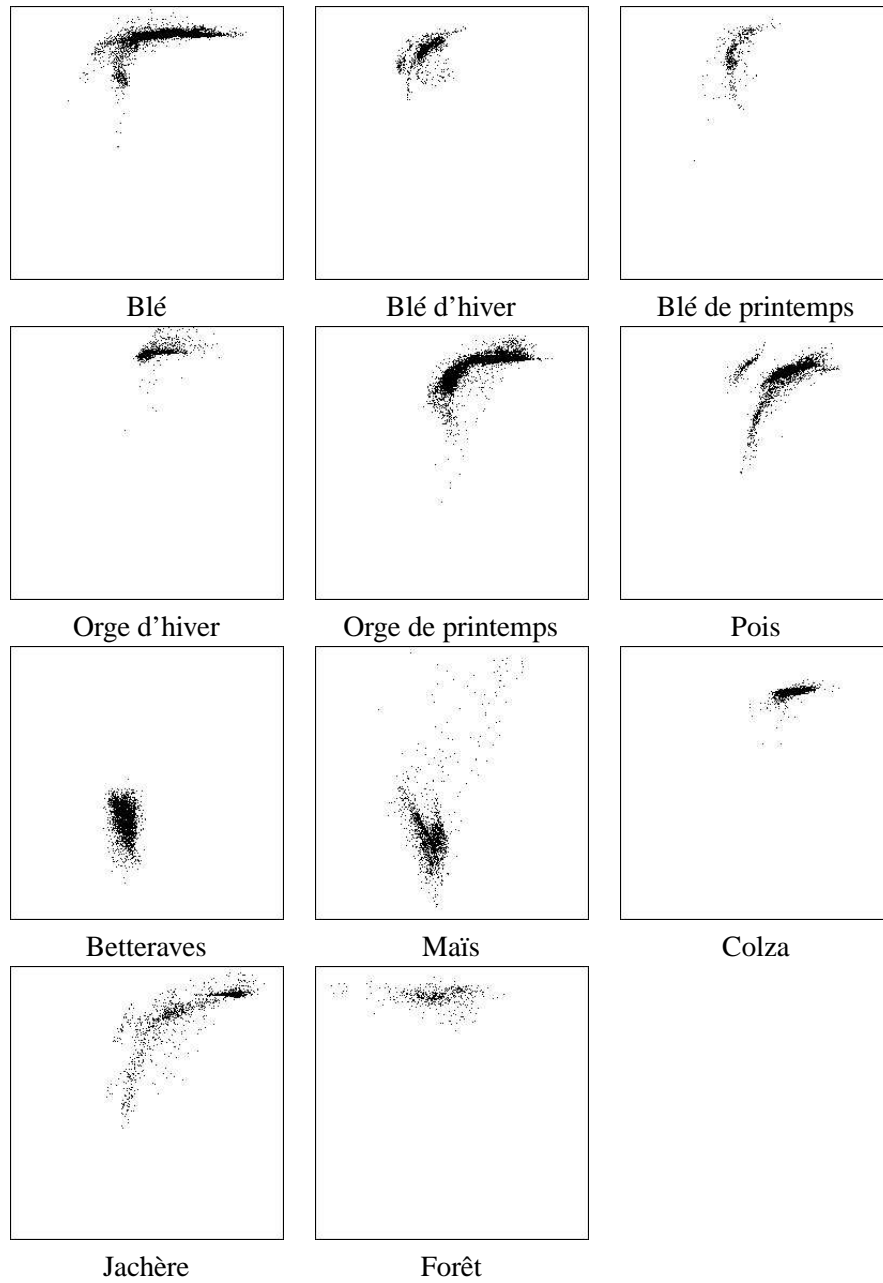 Blé Blé d'hiver Blé de printemps
Orge d'hiver Orge de printemps Pois
Betteraves Maïs Colza
Jachère Forêt